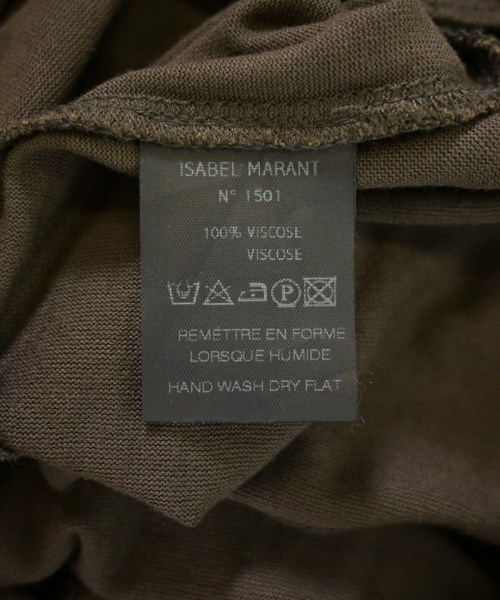 ISABEL MARANT
N° 1501
100% VISCOSE
VISCOSE
P
REMETTRE EN FORME
LORSQUE HUMIDE
HAND WASH DRY FLAT